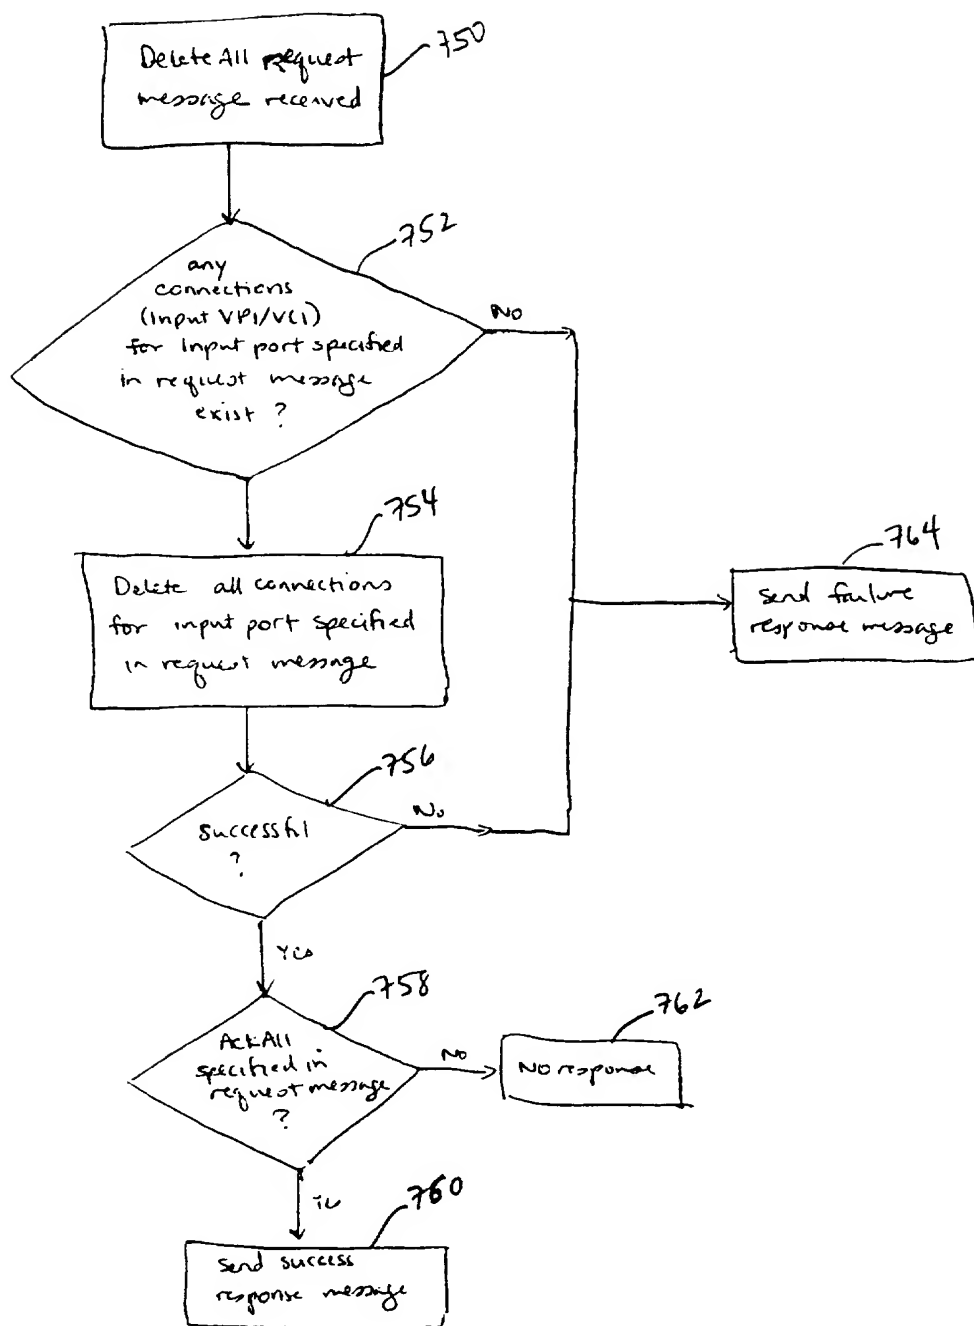 750
Delete All request
message received
752
any
connections
(Input VPI/VCI)
for input port specified
in request message
exist ?
No
754
Delete all connections
for input port specified
in request message
764
Send failure
response message
756
Successful
?
No
Yes
758
AckAll
specified in
request message
?
No
762
No response
760
Send success
response message